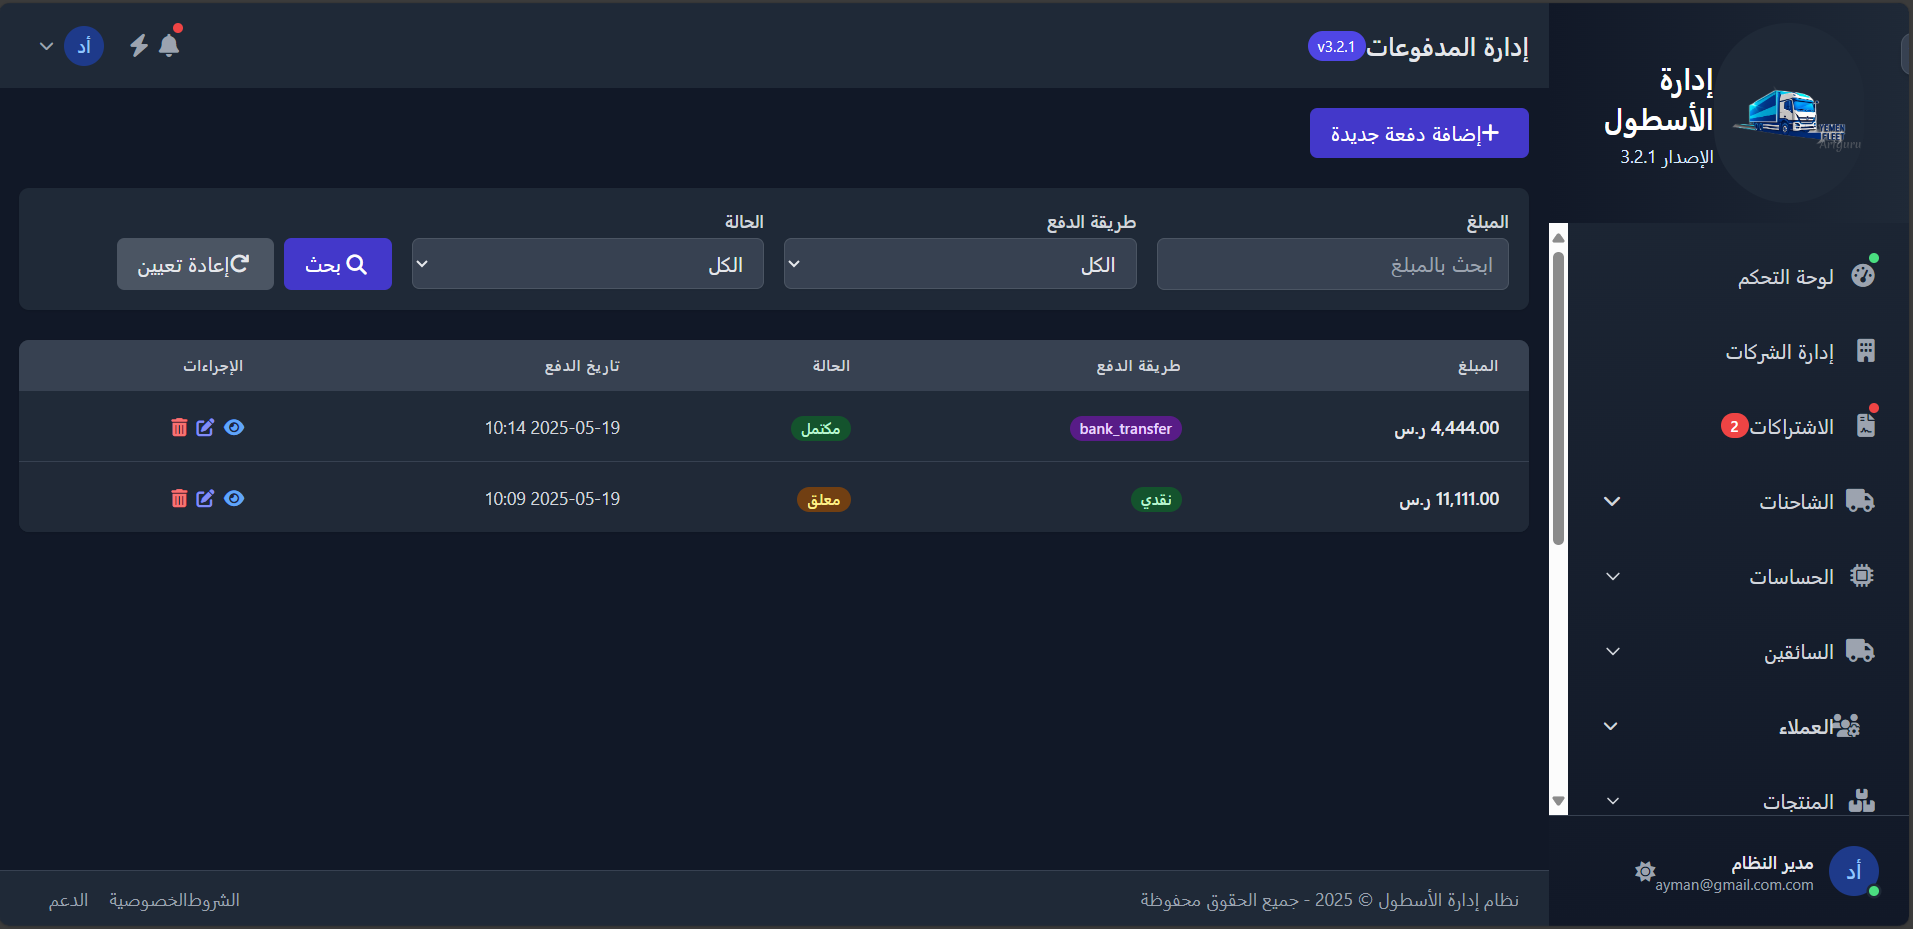 إدارة الأسطول
الإصدار 3.2.1
YEMEN
FLEET
Artguru
لوحة التحكم
إدارة الشركات
الاشتراكات 2
الشاحنات
الحساسات
السائقين
العملاء
المنتجات
أد
مدير النظام
ayman@gmail.com.com
إدارة المدفوعات v3.2.1
أد
إضافة دفعة جديدة
المبلغ
ابحث بالمبلغ
طريقة الدفع
الكل
الحالة
الكل
بحث
إعادة تعيين
المبلغ طريقة الدفع الحالة تاريخ الدفع الإجراءات
4,444.00 ر.س bank_transfer مكتمل 2025-05-19 10:14
11,111.00 ر.س نقدي معلق 2025-05-19 10:09
نظام إدارة الأسطول © 2025 - جميع الحقوق محفوظة
الشروط الخصوصية الدعم